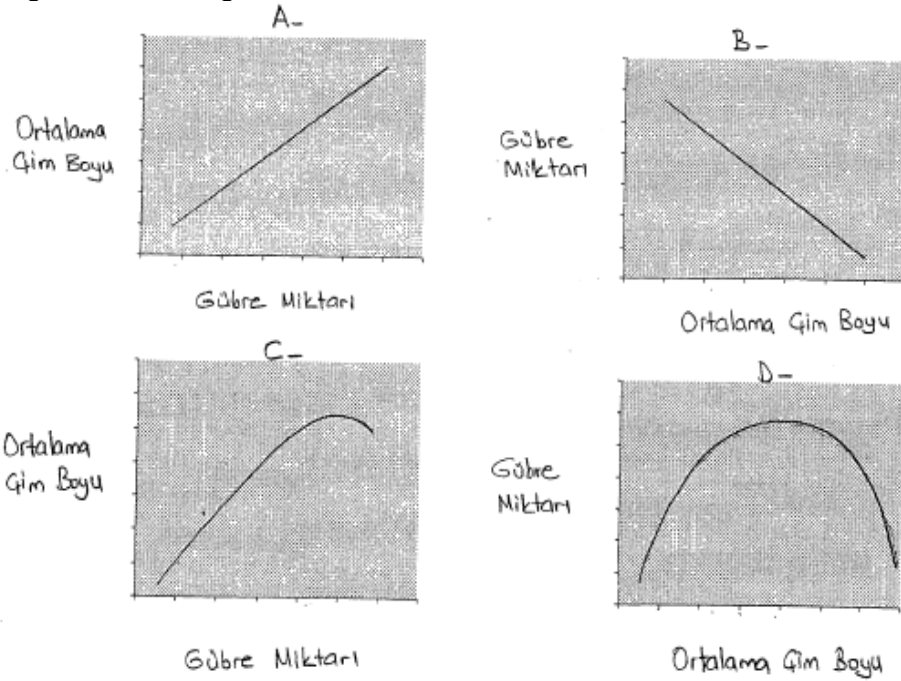 A-
Ortalama
Çim Boyu
Gübre Miktarı
B-
Gübre
Miktarı
Ortalama Çim Boyu
C-
Ortalama
Çim Boyu
Gübre Miktarı
D-
Gübre
Miktarı
Ortalama Çim Boyu